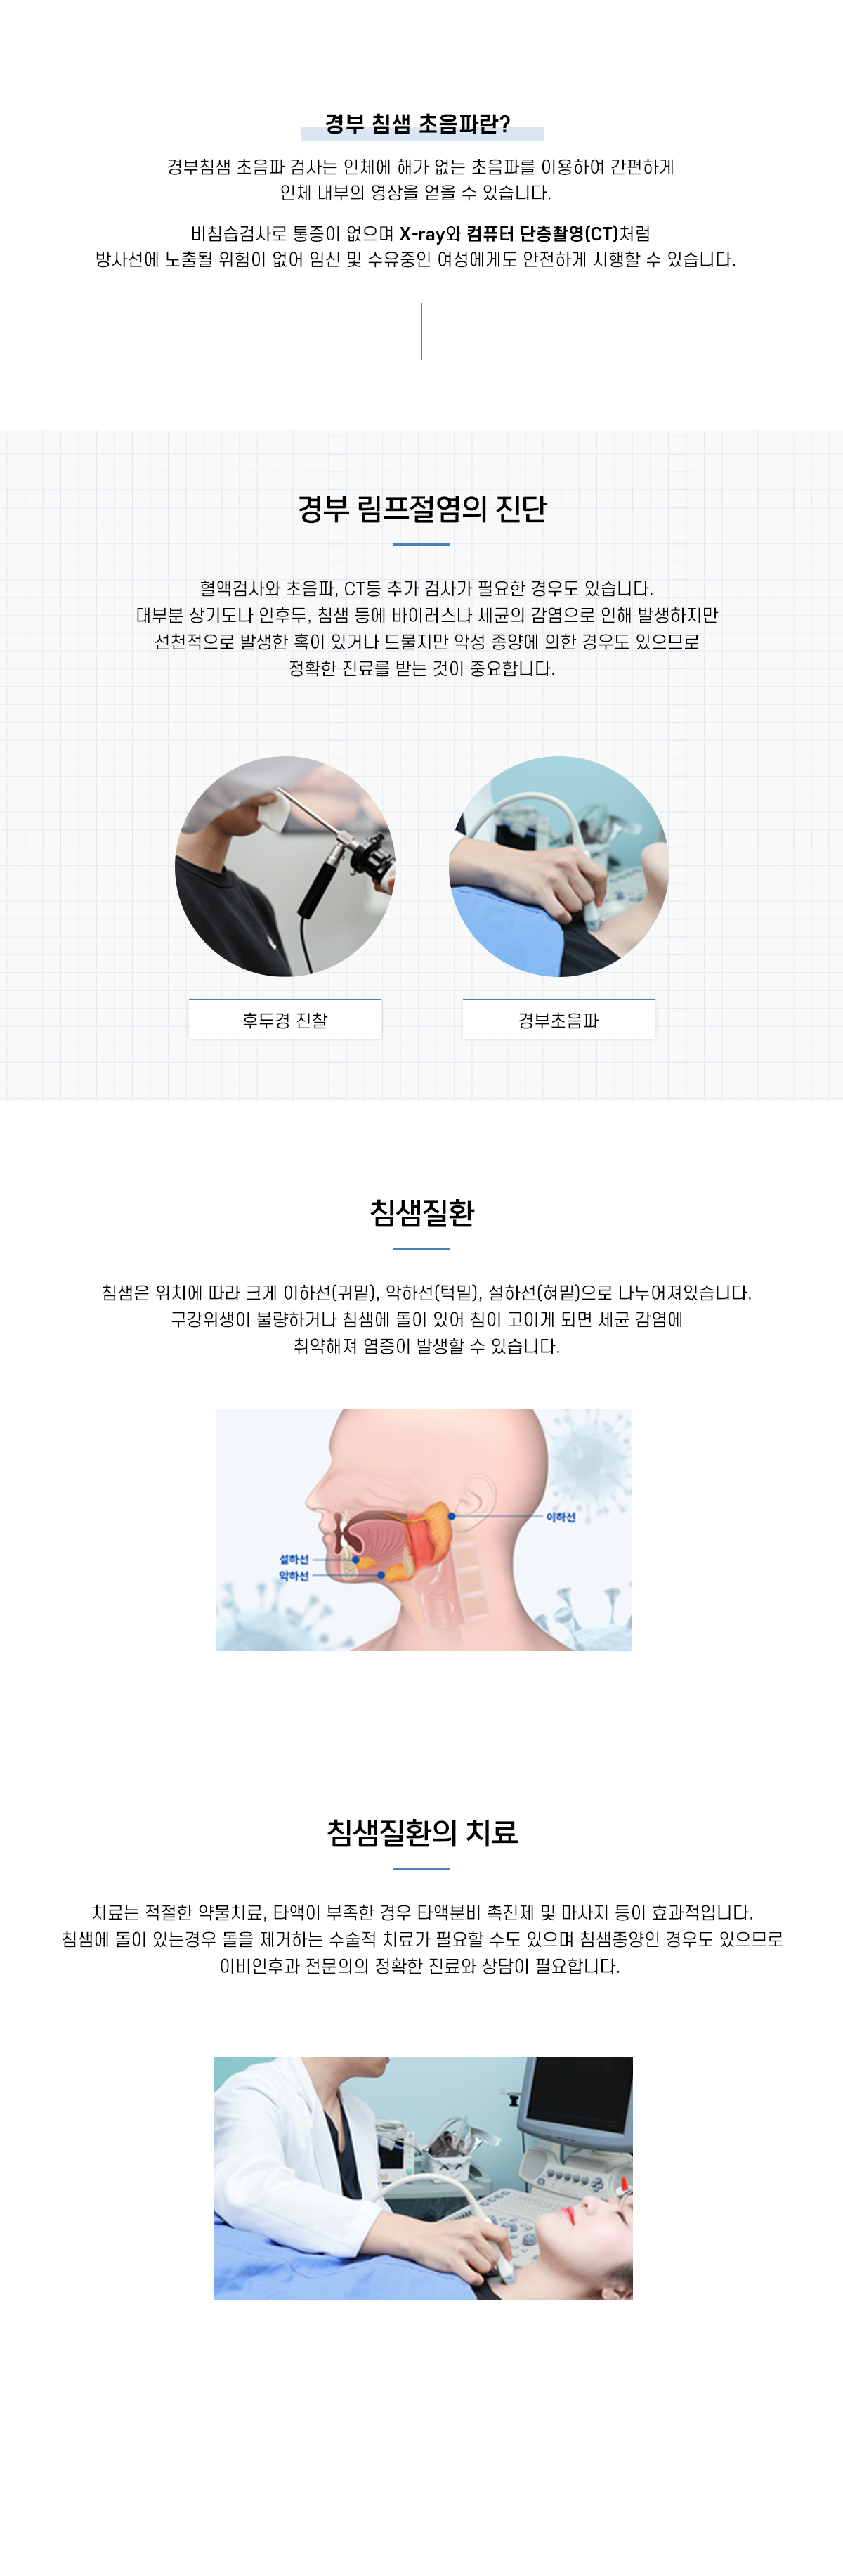 경부 침샘 초음파란?
경부침샘 초음파 검사는 인체에 해가 없는 초음파를 이용하여 간편하게
인체 내부의 영상을 얻을 수 있습니다.
비침습검사로 통증이 없으며 X-ray와 컴퓨터 단층촬영(CT)처럼
방사선에 노출될 위험이 없어 임신 및 수유중인 여성에게도 안전하게 시행할 수 있습니다.
경부 림프절염의 진단
혈액검사와 초음파, CT등 추가 검사가 필요한 경우도 있습니다.
대부분 상기도나 인후두, 침샘 등에 바이러스나 세균의 감염으로 인해 발생하지만
선천적으로 발생한 혹이 있거나 드물지만 악성 종양에 의한 경우도 있으므로
정확한 진료를 받는 것이 중요합니다.
후두경 진찰
경부초음파
침샘질환
침샘은 위치에 따라 크게 이하선(귀밑), 악하선(턱밑), 설하선(혀밑)으로 나누어져있습니다.
구강위생이 불량하거나 침샘에 돌이 있어 침이 고이게 되면 세균 감염에
취약해져 염증이 발생할 수 있습니다.
이하선
설하선
악하선
침샘질환의 치료
치료는 적절한 약물치료, 타액이 부족한 경우 타액분비 촉진제 및 마사지 등이 효과적입니다.
침샘에 돌이 있는경우 돌을 제거하는 수술적 치료가 필요할 수도 있으며 침샘종양인 경우도 있으므로
이비인후과 전문의의 정확한 진료와 상담이 필요합니다.